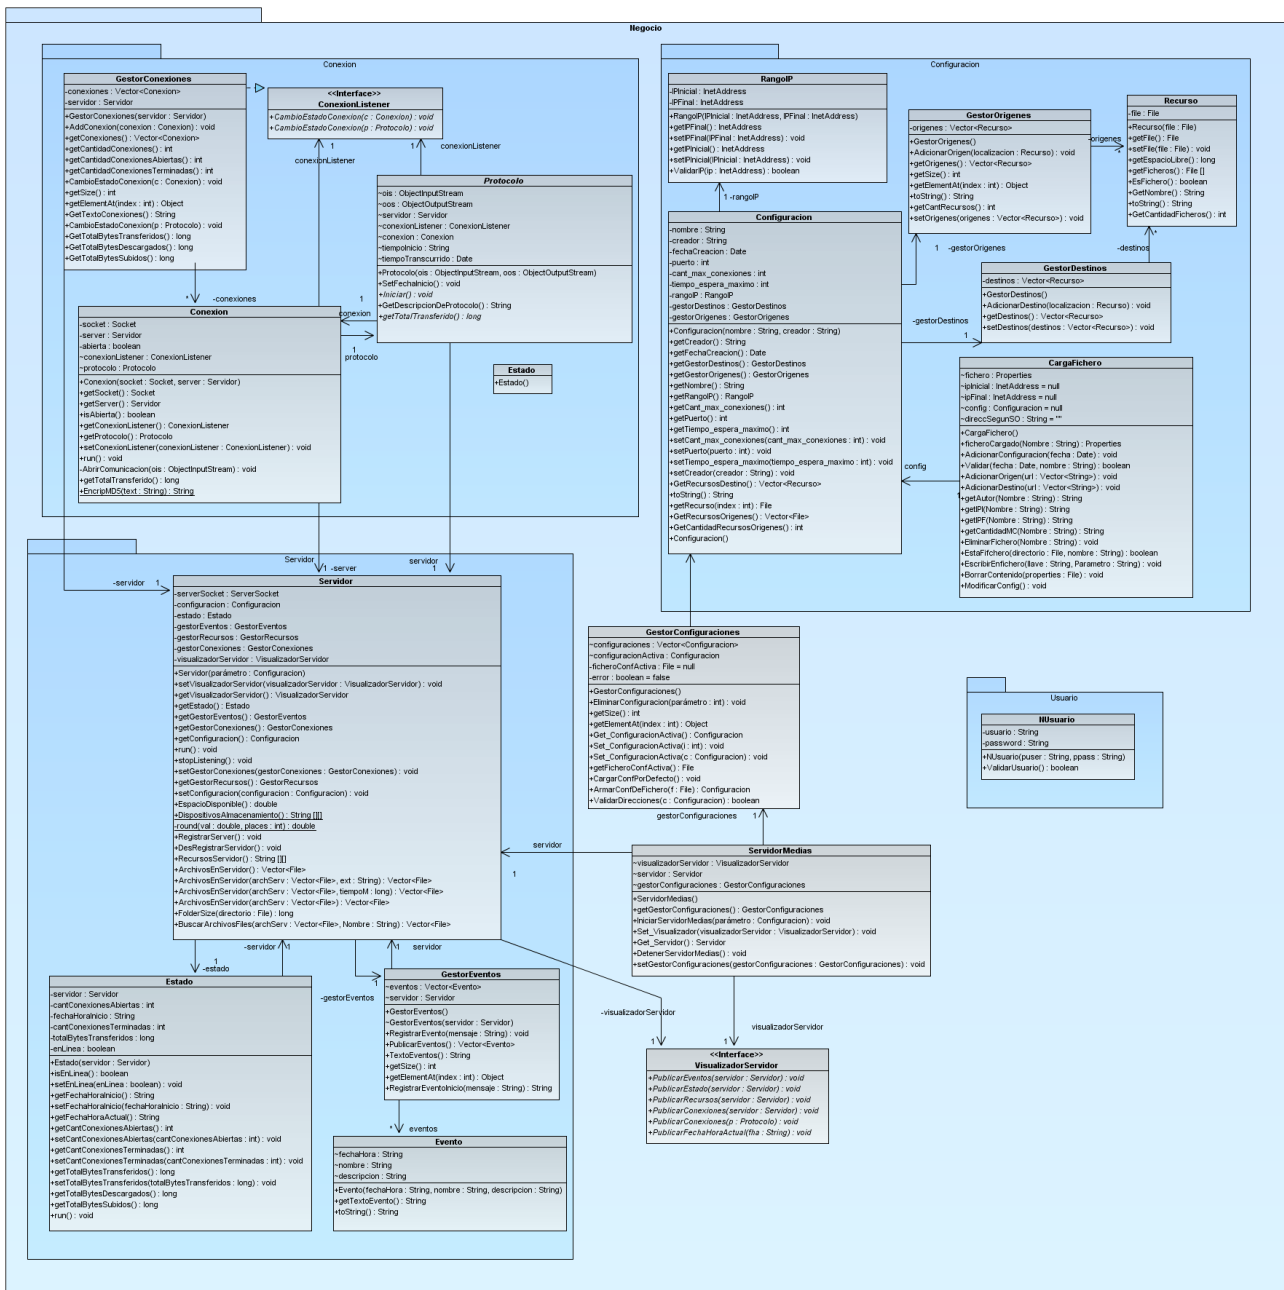 Negocio
Conexion
GestorConexiones
-conexiones : Vector<Conexion>
-servidor : Servidor
+GestorConexiones(servidor : Servidor)
+AddConexion(conexion : Conexion) : void
+getConexiones() : Vector<Conexion>
+getCantidadConexiones() : int
+getCantidadConexionesAbiertas() : int
+getCantidadConexionesTerminadas() : int
+CambioEstadoConexion(c : Conexion) : void
+getSize() : int
+getElementAt(index : int) : Object
+GetTextoConexiones() : String
+CambioEstadoConexion(p : Protocolo) : void
+GetTotalBytesTransferidos() : long
+GetTotalBytesDescargados() : long
+GetTotalBytesSubidos() : long
<<Interface>>
ConexionListener
+CambioEstadoConexion(c : Conexion) : void
+CambioEstadoConexion(p : Protocolo) : void
1
1
conexionListener
conexionListener
Protocolo
~ois : ObjectInputStream
~oos : ObjectOutputStream
~servidor : Servidor
~conexionListener : ConexionListener
~conexion : Conexion
~tiempoInicio : String
~tiempoTranscurrido : Date
+Protocolo(ois : ObjectInputStream, oos : ObjectOutputStream)
+SetFechaInicio() : void
+Iniciar() : void
+GetDescripcionDeProtocolo() : String
+getTotalTransferido() : long
*
-conexiones
1
conexion
1
protocolo
Conexion
-socket : Socket
-server : Servidor
-abierta : boolean
~conexionListener : ConexionListener
~protocolo : Protocolo
+Conexion(socket : Socket, server : Servidor)
+getSocket() : Socket
+getServer() : Servidor
+isAbierta() : boolean
+getConexionListener() : ConexionListener
+getProtocolo() : Protocolo
+setConexionListener(conexionListener : ConexionListener) : void
+run() : void
-AbrirComunicacion(ois : ObjectInputStream) : void
+getTotalTransferido() : long
+EncripMD5(text : String) : String
Estado
+Estado()
Configuracion
RangoIP
-IPInicial : InetAddress
-IPFinal : InetAddress
+RangoIP(IPInicial : InetAddress, IPFinal : InetAddress)
+getIPFinal() : InetAddress
+setIPFinal(IPFinal : InetAddress) : void
+getIPInicial() : InetAddress
+setIPInicial(IPInicial : InetAddress) : void
+ValidarIP(ip : InetAddress) : boolean
1
-rangoIP
GestorOrigenes
-origenes : Vector<Recurso>
+GestorOrigenes()
+AdicionarOrigen(localizacion : Recurso) : void
+getOrigenes() : Vector<Recurso>
+getSize() : int
+getElementAt(index : int) : Object
+toString() : String
+getCantRecursos() : int
+setOrigenes(origenes : Vector<Recurso>) : void
-origenes
*
Recurso
-file : File
+Recurso(file : File)
+getFile() : File
+setFile(file : File) : void
+getEspacioLibre() : long
+getFicheros() : File []
+EsFichero() : boolean
+GetNombre() : String
+toString() : String
+GetCantidadFicheros() : int
*
-destinos
1
-gestorOrigenes
Configuracion
-nombre : String
-creador : String
-fechaCreacion : Date
-puerto : int
-cant_max_conexiones : int
-tiempo_espera_maximo : int
-rangoIP : RangoIP
-gestorDestinos : GestorDestinos
-gestorOrigenes : GestorOrigenes
+Configuracion(nombre : String, creador : String)
+getCreador() : String
+getFechaCreacion() : Date
+getGestorDestinos() : GestorDestinos
+getGestorOrigenes() : GestorOrigenes
+getNombre() : String
+getRangoIP() : RangoIP
+getCant_max_conexiones() : int
+getPuerto() : int
+getTiempo_espera_maximo() : int
+setCant_max_conexiones(cant_max_conexiones : int) : void
+setPuerto(puerto : int) : void
+setTiempo_espera_maximo(tiempo_espera_maximo : int) : void
+setCreador(creador : String) : void
+GetRecursosDestino() : Vector<Recurso>
+toString() : String
+getRecurso(index : int) : File
+GetRecursosOrigenes() : Vector<File>
+GetCantidadRecursosOrigenes() : int
+Configuracion()
GestorDestinos
-destinos : Vector<Recurso>
+GestorDestinos()
+AdicionarDestino(localizacion : Recurso) : void
+getDestinos() : Vector<Recurso>
+setDestinos(destinos : Vector<Recurso>) : void
-gestorDestinos
1
CargaFichero
~fichero : Properties
~ipInicial : InetAddress = null
~ipFinal : InetAddress = null
~config : Configuracion = null
~direccSegunSO : String = ""
+CargaFichero()
+ficheroCargado(Nombre : String) : Properties
+AdicionarConfiguracion(fecha : Date) : void
+Validar(fecha : Date, nombre : String) : boolean
+AdicionarOrigen(url : Vector<String>) : void
+AdicionarDestino(url : Vector<String>) : void
+getAutor(Nombre : String) : String
+getIPI(Nombre : String) : String
+getIPF(Nombre : String) : String
+getCantidadMC(Nombre : String) : String
+EliminarFichero(Nombre : String) : void
+EstaFifchero(directorio : File, nombre : String) : boolean
+EscribirEnfichero(llave : String, Parametro : String) : void
+BorrarContenido(properties : File) : void
+ModificarConfig() : void
config
1
Servidor
1
-server
servidor
1
-servidor
1
Servidor
-serverSocket : ServerSocket
-configuracion : Configuracion
-estado : Estado
-gestorEventos : GestorEventos
-gestorRecursos : GestorRecursos
-gestorConexiones : GestorConexiones
-visualizadorServidor : VisualizadorServidor
+Servidor(parámetro : Configuracion)
+setVisualizadorServidor(visualizadorServidor : VisualizadorServidor) : void
+getVisualizadorServidor() : VisualizadorServidor
+getEstado() : Estado
+getGestorEventos() : GestorEventos
+getGestorConexiones() : GestorConexiones
+getConfiguracion() : Configuracion
+run() : void
+stopListening() : void
+setGestorConexiones(gestorConexiones : GestorConexiones) : void
+getGestorRecursos() : GestorRecursos
+setConfiguracion(configuracion : Configuracion) : void
+EspacioDisponible() : double
+DispositivosAlmacenamiento() : String [][]
-round(val : double, places : int) : double
+RegistrarServer() : void
+DesRegistrarServidor() : void
+RecursosServidor() : String [][]
+ArchivosEnServidor() : Vector<File>
+ArchivosEnServidor(archServ : Vector<File>, ext : String) : Vector<File>
+ArchivosEnServidor(archServ : Vector<File>, tiempoM : long) : Vector<File>
+ArchivosEnServidor(archServ : Vector<File>) : Vector<File>
+FolderSize(directorio : File) : long
+BuscarArchivosFiles(archServ : Vector<File>, Nombre : String) : Vector<File>
GestorConfiguraciones
~configuraciones : Vector<Configuracion>
~configuracionActiva : Configuracion
-ficheroConfActiva : File = null
-error : boolean = false
+GestorConfiguraciones()
+EliminarConfiguracion(parámetro : int) : void
+getSize() : int
+getElementAt(index : int) : Object
+Get_ConfiguracionActiva() : Configuracion
+Set_ConfiguracionActiva(i : int) : void
+Set_ConfiguracionActiva(c : Configuracion) : void
+getFicheroConfActiva() : File
+CargarConfPorDefecto() : void
+ArmarConfDeFichero(f : File) : Configuracion
+ValidarDirecciones(c : Configuracion) : boolean
gestorConfiguraciones
1
Usuario
NUsuario
-usuario : String
-password : String
+NUsuario(puser : String, ppass : String)
+ValidarUsuario() : boolean
servidor
1
ServidorMedias
~visualizadorServidor : VisualizadorServidor
~servidor : Servidor
~gestorConfiguraciones : GestorConfiguraciones
+ServidorMedias()
+getGestorConfiguraciones() : GestorConfiguraciones
+IniciarServidorMedias(parámetro : Configuracion) : void
+Set_Visualizador(visualizadorServidor : VisualizadorServidor) : void
+Get_Servidor() : Servidor
+DetenerServidorMedias() : void
+setGestorConfiguraciones(gestorConfiguraciones : GestorConfiguraciones) : void
1
-estado
-servidor
1
1
servidor
-gestorEventos
1
Estado
-servidor : Servidor
-cantConexionesAbiertas : int
-fechaHoraInicio : String
-cantConexionesTerminadas : int
-totalBytesTransferidos : long
-enLinea : boolean
+Estado(servidor : Servidor)
+isEnLinea() : boolean
+setEnLinea(enLinea : boolean) : void
+getFechaHoraInicio() : String
+setFechaHoraInicio(fechaHoraInicio : String) : void
+getFechaHoraActual() : String
+getCantConexionesAbiertas() : int
+setCantConexionesAbiertas(cantConexionesAbiertas : int) : void
+getCantConexionesTerminadas() : int
+setCantConexionesTerminadas(cantConexionesTerminadas : int) : void
+getTotalBytesTransferidos() : long
+setTotalBytesTransferidos(totalBytesTransferidos : long) : void
+getTotalBytesDescargados() : long
+getTotalBytesSubidos() : long
+run() : void
GestorEventos
~eventos : Vector<Evento>
~servidor : Servidor
+GestorEventos()
~GestorEventos(servidor : Servidor)
+RegistrarEvento(mensaje : String) : void
+PublicarEventos() : Vector<Evento>
+TextoEventos() : String
+getSize() : int
+getElementAt(index : int) : Object
+RegistrarEventoInicio(mensaje : String) : String
*
eventos
Evento
~fechaHora : String
~nombre : String
~descripcion : String
+Evento(fechaHora : String, nombre : String, descripcion : String)
+getTextoEvento() : String
+toString() : String
-visualizadorServidor
1
visualizadorServidor
1
<<Interface>>
VisualizadorServidor
+PublicarEventos(servidor : Servidor) : void
+PublicarEstado(servidor : Servidor) : void
+PublicarRecursos(servidor : Servidor) : void
+PublicarConexiones(servidor : Servidor) : void
+PublicarConexiones(p : Protocolo) : void
+PublicarFechaHoraActual(fha : String) : void